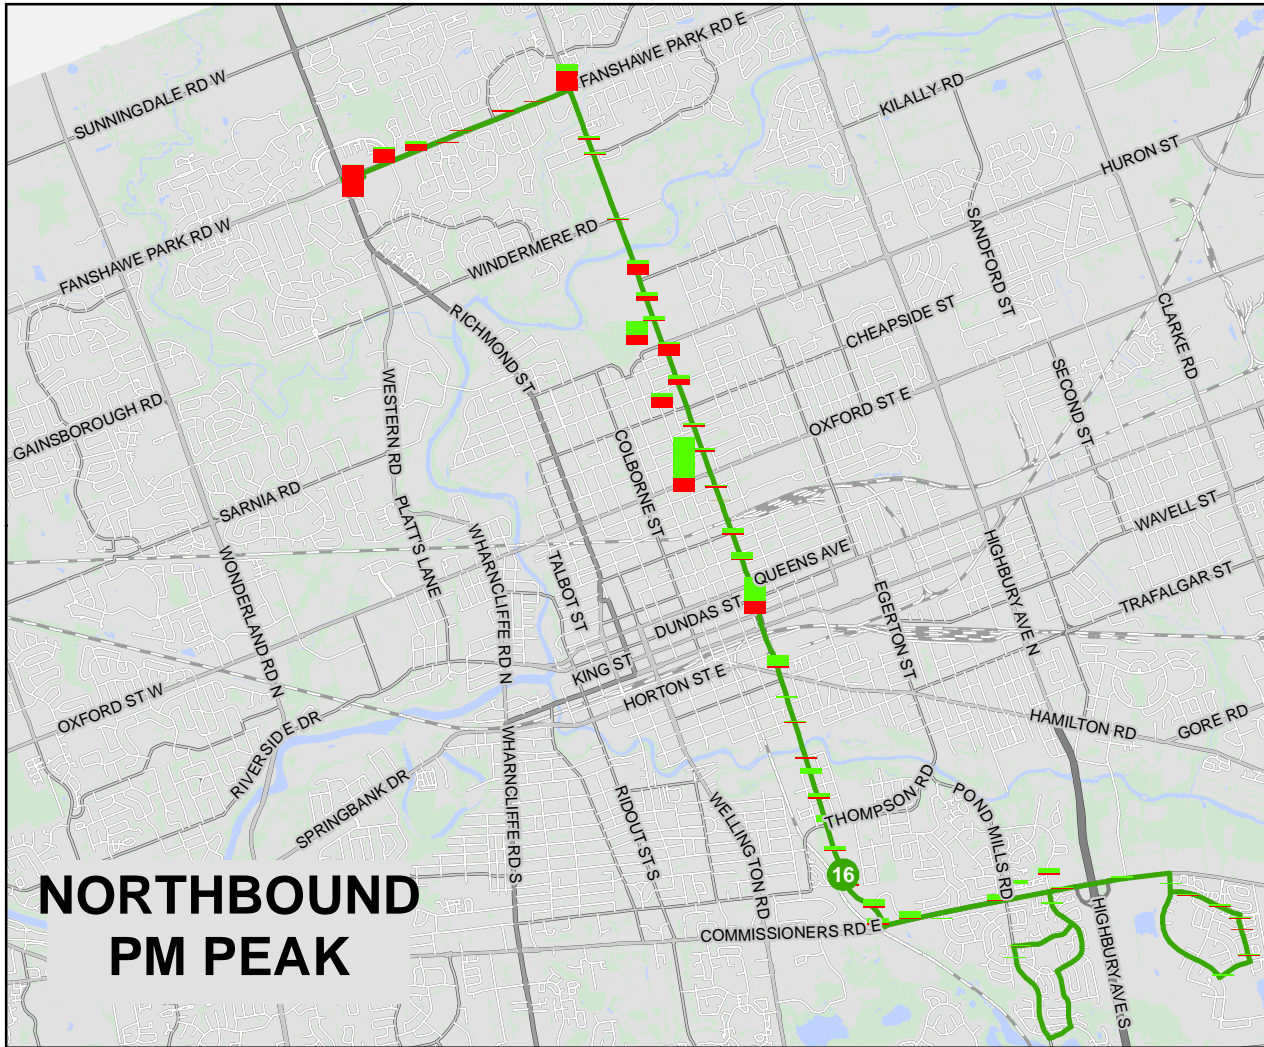 FANSHAWE PARK RD E
SUNNINGDALE RD W
KILALLY RD
HURON ST
FANSHAWE PARK RD W
WINDERMERE RD
SANDFORD ST
CLARKE RD
RICHMOND ST
CHEAPSIDE ST
WESTERN RD
SECOND ST
GAINSBOROUGH RD
OXFORD ST E
COLBORNE ST
SARNIA RD
PLATT'S LANE
WAVELL ST
WONDERLAND RD N
WHARNCLIFFE RD N
TALBOT ST
QUEENS AVE
HIGHBURY AVE N
TRAFALGAR ST
DUNDAS ST
EGERTON ST
KING ST
HORTON ST E
OXFORD ST W
RIVERSIDE DR
HAMILTON RD
GORE RD
SPRINGBANK DR
WHARNCLIFFE RD S
RIDOUT ST S
WELLINGTON RD
THOMPSON RD
POND MILLS RD
16
NORTHBOUND
PM PEAK
COMMISSIONERS RD E
HIGHBURY AVE S